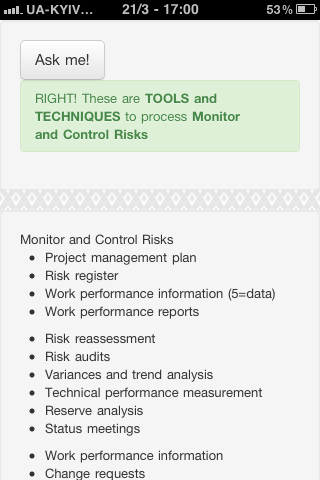 UA-KYIV... 21/3 - 17:00 53%
Ask me!
RIGHT! These are TOOLS and
TECHNIQUES to process Monitor
and Control Risks
Monitor and Control Risks
• Project management plan
• Risk register
• Work performance information (5=data)
• Work performance reports
• Risk reassessment
• Risk audits
• Variances and trend analysis
• Technical performance measurement
• Reserve analysis
• Status meetings
• Work performance information
• Change requests